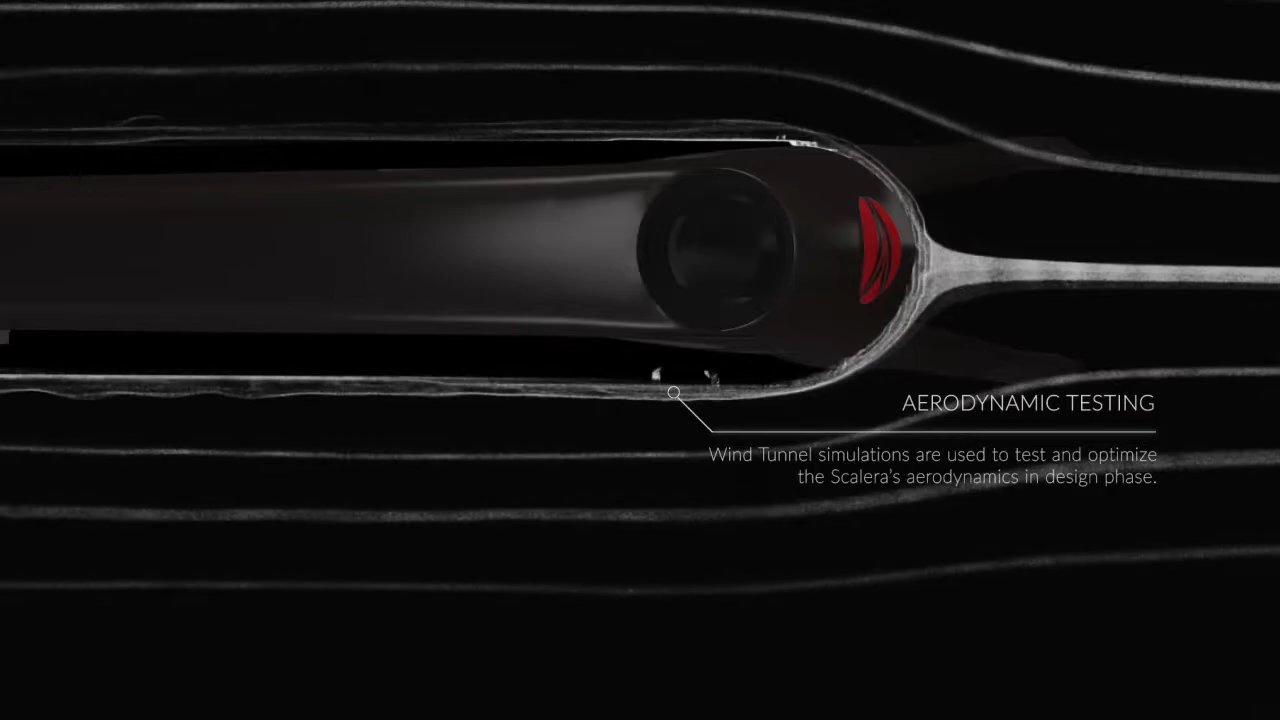 AERODYNAMIC TESTING
Wind Tunnel simulations are used to test and optimize
the Scalera's aerodynamics in design phase.